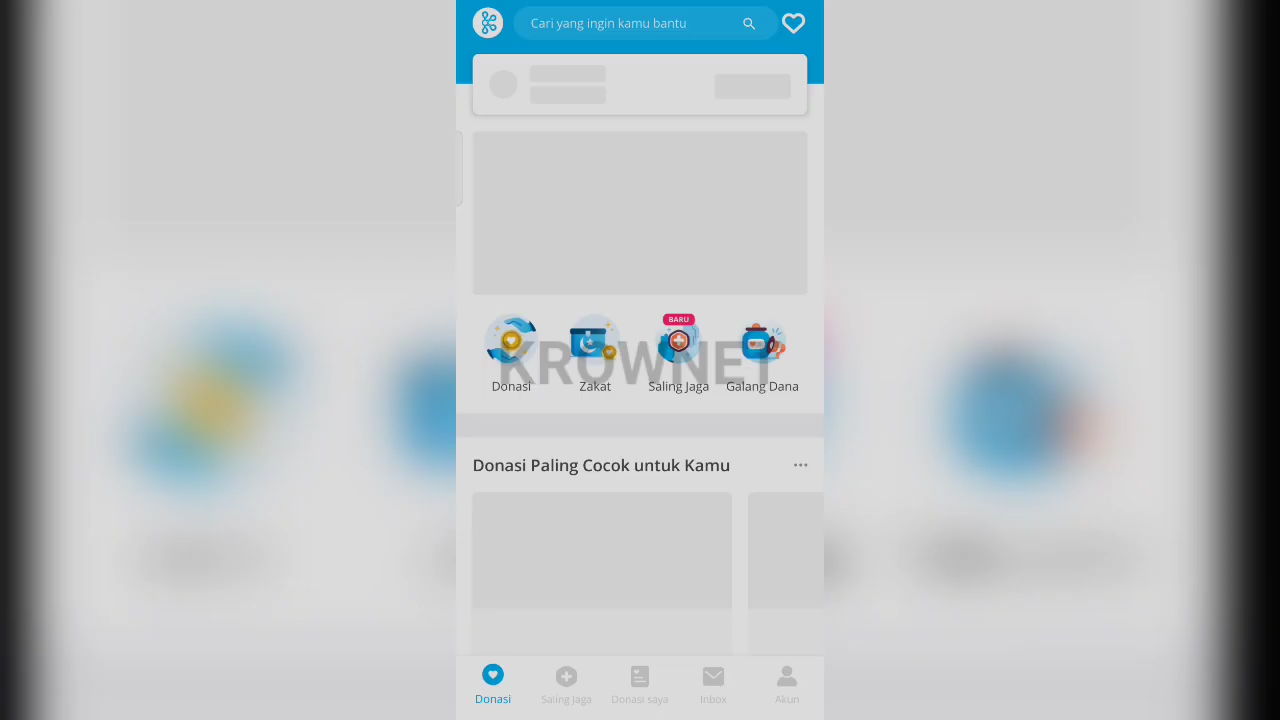 Cari yang ingin kamu bantu
BARU
KROWNET
Donasi
Zakat
Saling Jaga
Galang Dana
Donasi Paling Cocok untuk Kamu
Donasi
Saling Jaga
Donasi saya
Inbox
Akun